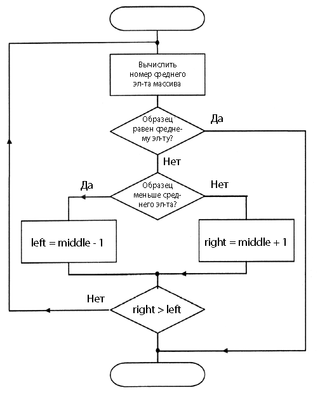 Вычислить
номер среднего
эл-та массива
Образец
равен средне-
му эл-ту?
Да
Нет
Образец
меньше сред-
него эл-та?
Да
Нет
left = middle - 1
right = middle + 1
Нет
right > left